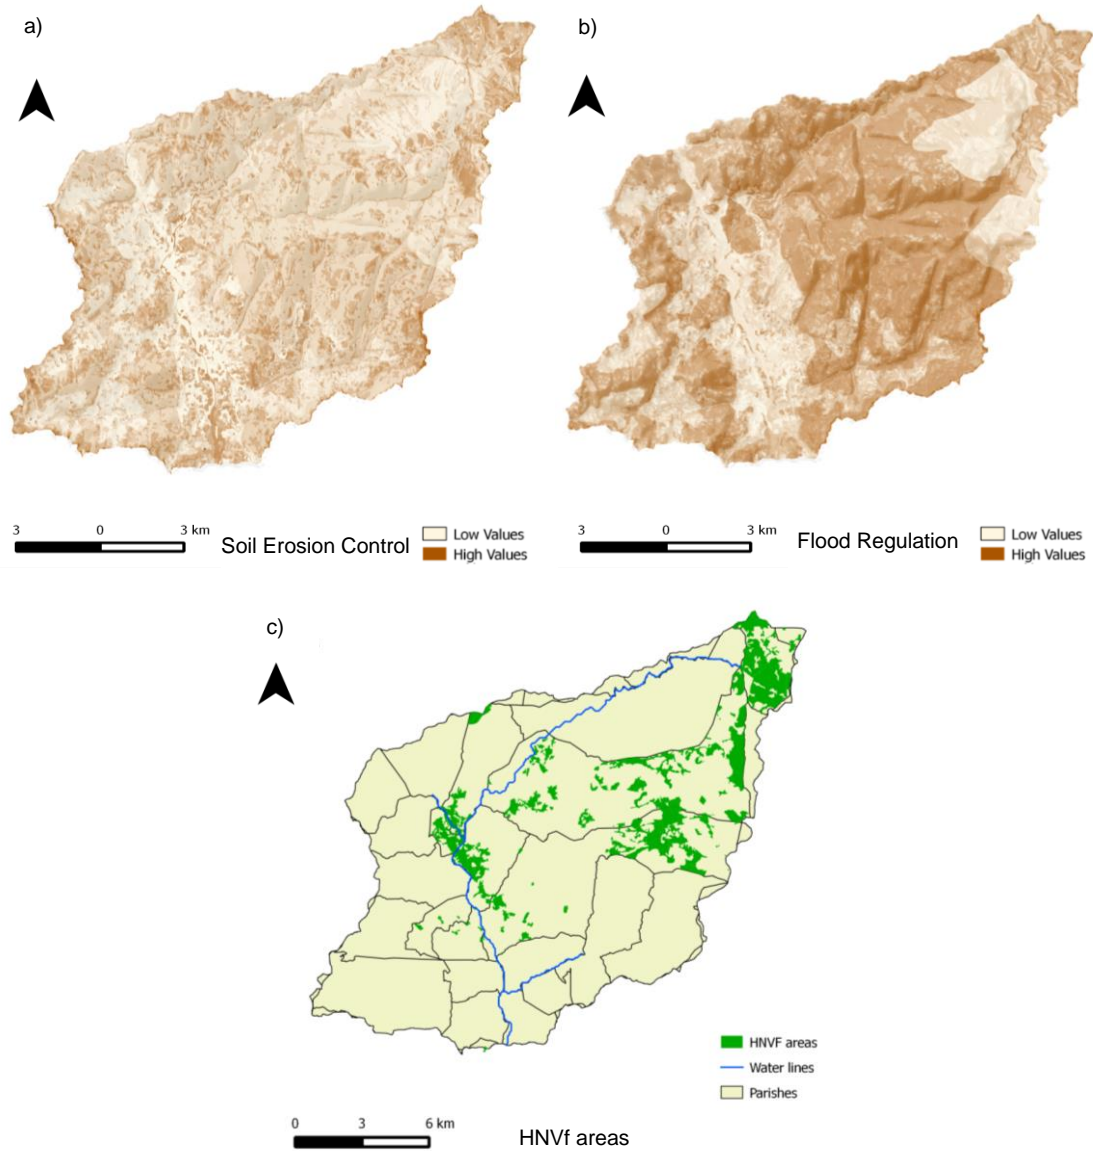 a)
b)
3 0 3 km
Soil Erosion Control
Low Values
High Values
3 0 3 km
Flood Regulation
Low Values
High Values
c)
HNVF areas
Water lines
Parishes
0 3 6 km
HNVf areas